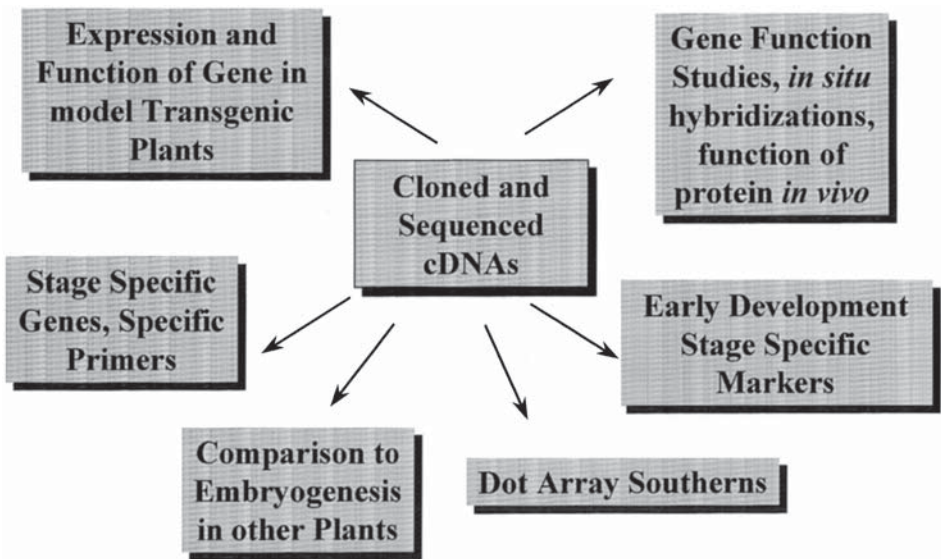 Expression and
Function of Gene in
model Transgenic
Plants
Gene Function
Studies, in situ
hybridizations,
function of
protein in vivo
Cloned and
Sequenced
cDNAs
Stage Specific
Genes, Specific
Primers
Early Development
Stage Specific
Markers
Comparison to
Embryogenesis
in other Plants
Dot Array Southerns